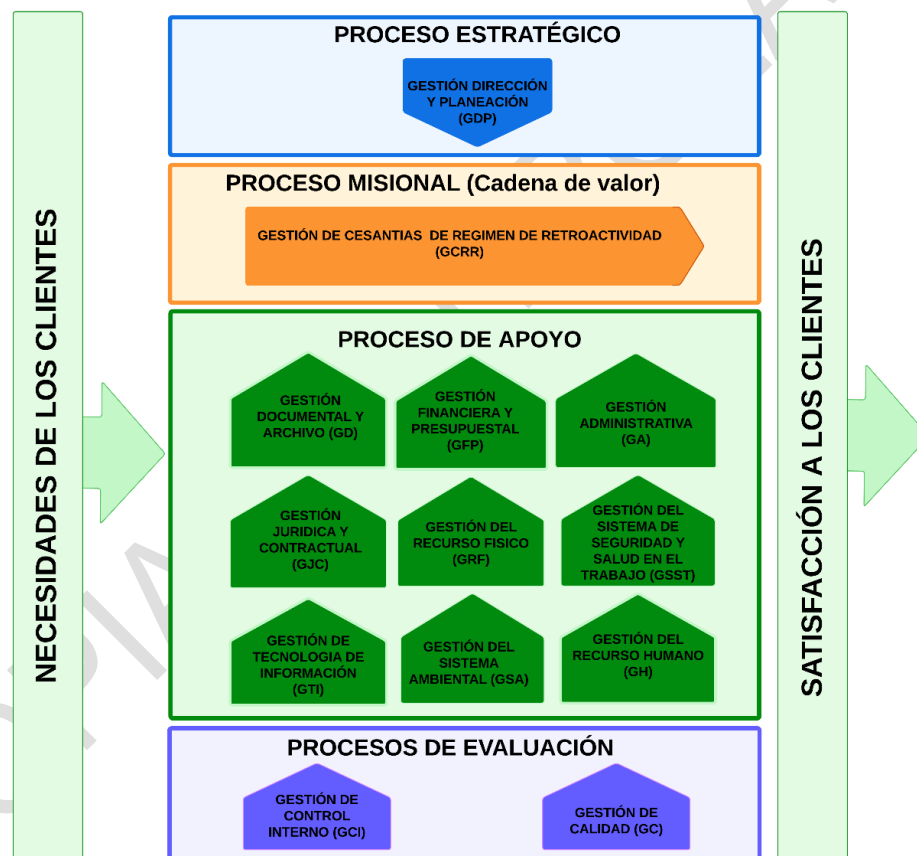 PROCESO ESTRATÉGICO
GESTIÓN DIRECCIÓN
Y PLANEACIÓN
(GDP)
PROCESO MISIONAL (Cadena de valor)
GESTIÓN DE CESANTIAS DE REGIMEN DE RETROACTIVIDAD
(GCRR)
NECESIDADES DE LOS CLIENTES
PROCESO DE APOYO
GESTIÓN
DOCUMENTAL Y
ARCHIVO (GD)
GESTIÓN
FINANCIERA Y
PRESUPUESTAL
(GFP)
GESTIÓN
ADMINISTRATIVA
(GA)
GESTIÓN
JURIDICA Y
CONTRACTUAL
(GJC)
GESTIÓN DEL
RECURSO FISICO
(GRF)
GESTIÓN DEL
SISTEMA DE
SEGURIDAD Y
SALUD EN EL
TRABAJO (GSST)
GESTIÓN DE
TECNOLOGIA DE
INFORMACIÓN
(GTI)
GESTIÓN DEL
SISTEMA
AMBIENTAL (GSA)
GESTIÓN DEL
RECURSO HUMANO
(GH)
SATISFACCIÓN A LOS CLIENTES
PROCESOS DE EVALUACIÓN
GESTIÓN DE
CONTROL
INTERNO (GCI)
GESTIÓN DE
CALIDAD (GC)